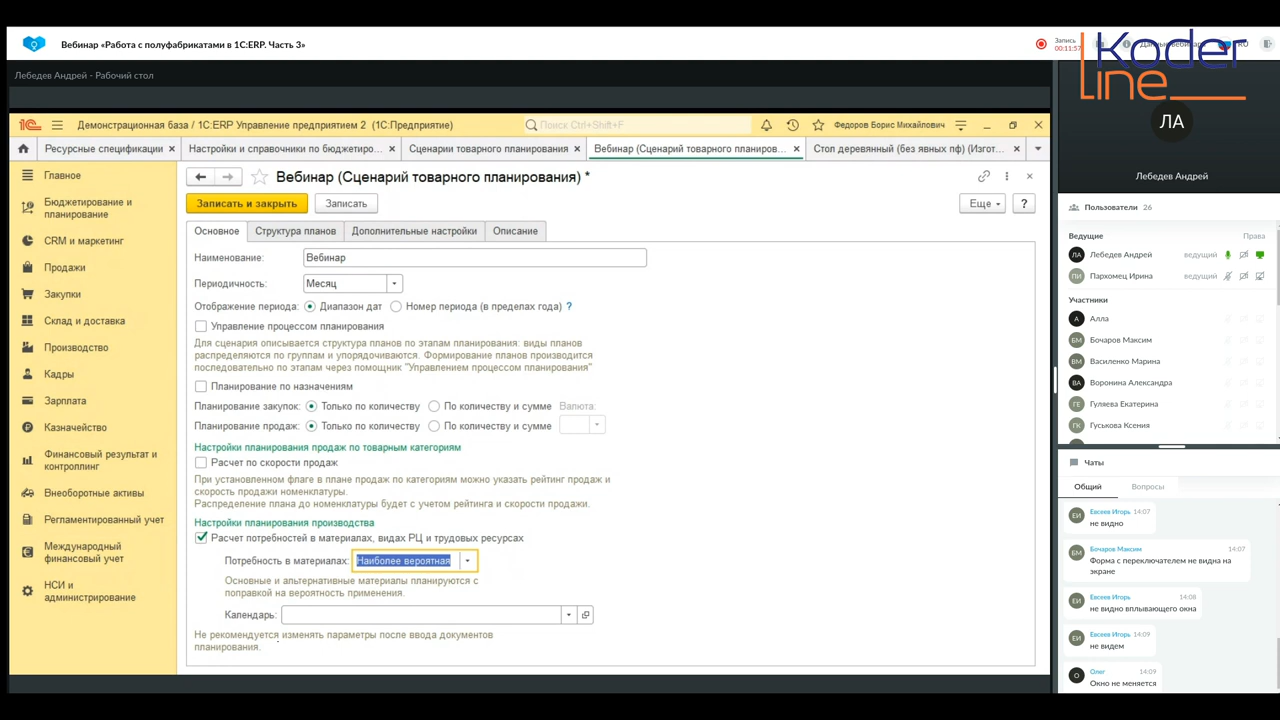 Вебинар «Работа с полуфабрикатами в 1С:ERP. Часть 3»
Запись
00:11:57
RU
Koder
line
Лебедев Андрей - Рабочий стол
1С
Демонстрационная база / 1С:ERP Управление предприятием 2 (1С:Предприятие)
Поиск Ctrl+Shift+F
Федоров Борис Михайлович
Ресурсные спецификации
Настройки и справочники по бюджетиро...
Сценарии товарного планирования
Вебинар (Сценарий товарного планиров...
Стол деревянный (без явных пф) (Изгот...
Главное
Бюджетирование и
планирование
CRM и маркетинг
Продажи
Закупки
Склад и доставка
Производство
Кадры
Зарплата
Казначейство
Финансовый результат и
контроллинг
Внеоборотные активы
Регламентированный учет
Международный
финансовый учет
НСИ и
администрирование
Вебинар (Сценарий товарного планирования) *
Записать и закрыть
Записать
Еще
?
Основное
Структура планов
Дополнительные настройки
Описание
Наименование: Вебинар
Периодичность: Месяц
Отображение периода: Диапазон дат Номер периода (в пределах года) ?
Управление процессом планирования
Для сценария описывается структура планов по этапам планирования: виды планов
распределяются по группам и упорядочиваются. Формирование планов производится
последовательно по этапам через помощник "Управлением процессом планирования"
Планирование по назначениям
Планирование закупок: Только по количеству По количеству и сумме Валюта:
Планирование продаж: Только по количеству По количеству и сумме
Настройки планирования продаж по товарным категориям
Расчет по скорости продаж
При установленном флаге в плане продаж по категориям можно указать рейтинг продаж и
скорость продажи номенклатуры.
Распределение плана до номенклатуры будет с учетом рейтинга и скорости продажи.
Настройки планирования производства
Расчет потребностей в материалах, видах РЦ и трудовых ресурсах
Потребность в материалах: Наиболее вероятная
Основные и альтернативные материалы планируются с
поправкой на вероятность применения.
Календарь:
Не рекомендуется изменять параметры после ввода документов
планирования.
ЛА
Лебедев Андрей
Пользователи 26
Ведущие
Права
ЛА Лебедев Андрей ведущий
ПИ Пархомец Ирина ведущий
Участники
А Алла
БМ Бочаров Максим
ВМ Василенко Марина
ВА Воронина Александра
ГЕ Гуляева Екатерина
ГК Гуськова Ксения
Чаты
Общий
Вопросы
ЕИ Евсеев Игорь 14:07
не видно
БМ Бочаров Максим 14:07
Форма с переключателем не видна на
экране
ЕИ Евсеев Игорь 14:08
не видно вплывающего окна
ЕИ Евсеев Игорь 14:09
не видем
О Олег 14:09
Окно не меняется